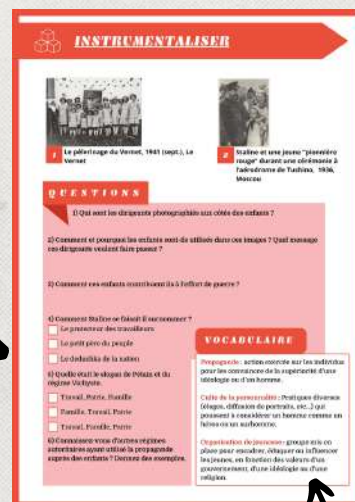 INSTRUMENTALISER
1 Le pélerinage du Vernet, 1941 (sept.), Le
Vernet
2 Staline et une jeune "pionnière
rouge" durant une cérémonie à
l'aérodrome de Tushino, 1936,
Moscou
QUESTIONS
1) Qui sont les dirigeants photographiés aux côtés des enfants ?
2) Comment et pourquoi les enfants sont-ils utilisés dans ces images ? Quel message
ces dirigeants veulent faire passer ?
3) Comment ces enfants contribuent ils à l'effort de guerre ?
4) Comment Staline se faisait il surnommer ?
Le protecteur des travailleurs
Le petit père du peuple
Le dedushka de la nation
5) Quelle était le slogan de Pétain et du
régime Vichyste.
Travail, Patrie, Famille
Famille, Travail, Patrie
Travail, Famille, Patrie
6) Connaissez-vous d'autres régimes
autoritaires ayant utilisé la propagande
auprès des enfants ? Donnez des exemples.
VOCABULAIRE
Propagande : action exercée sur les individus
pour les convaincre de la supériorité d'une
idéologie ou d'un homme.
Culte de la personnalité : Pratiques diverses
(éloges, diffusion de portraits, etc...) qui
poussent à considérer un homme comme un
héros ou un surhomme.
Organisation de jeunesse : groupe mis en
place pour encadrer, éduquer ou influencer
les jeunes, en fonction des valeurs d'un
gouvernement, d'une idéologie ou d'une
religion.